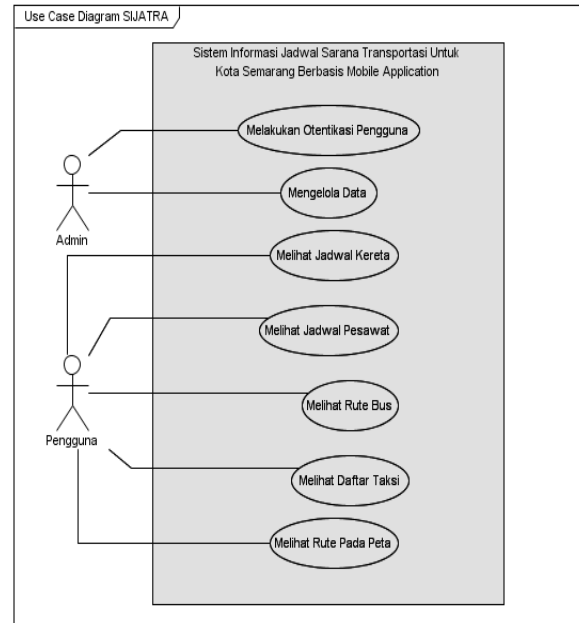 Use Case Diagram SIJATRA
Sistem Informasi Jadwal Sarana Transportasi Untuk
Kota Semarang Berbasis Mobile Application
Melakukan Otentikasi Pengguna
Mengelola Data
Admin
Melihat Jadwal Kereta
Melihat Jadwal Pesawat
Melihat Rute Bus
Pengguna
Melihat Daftar Taksi
Melihat Rute Pada Peta